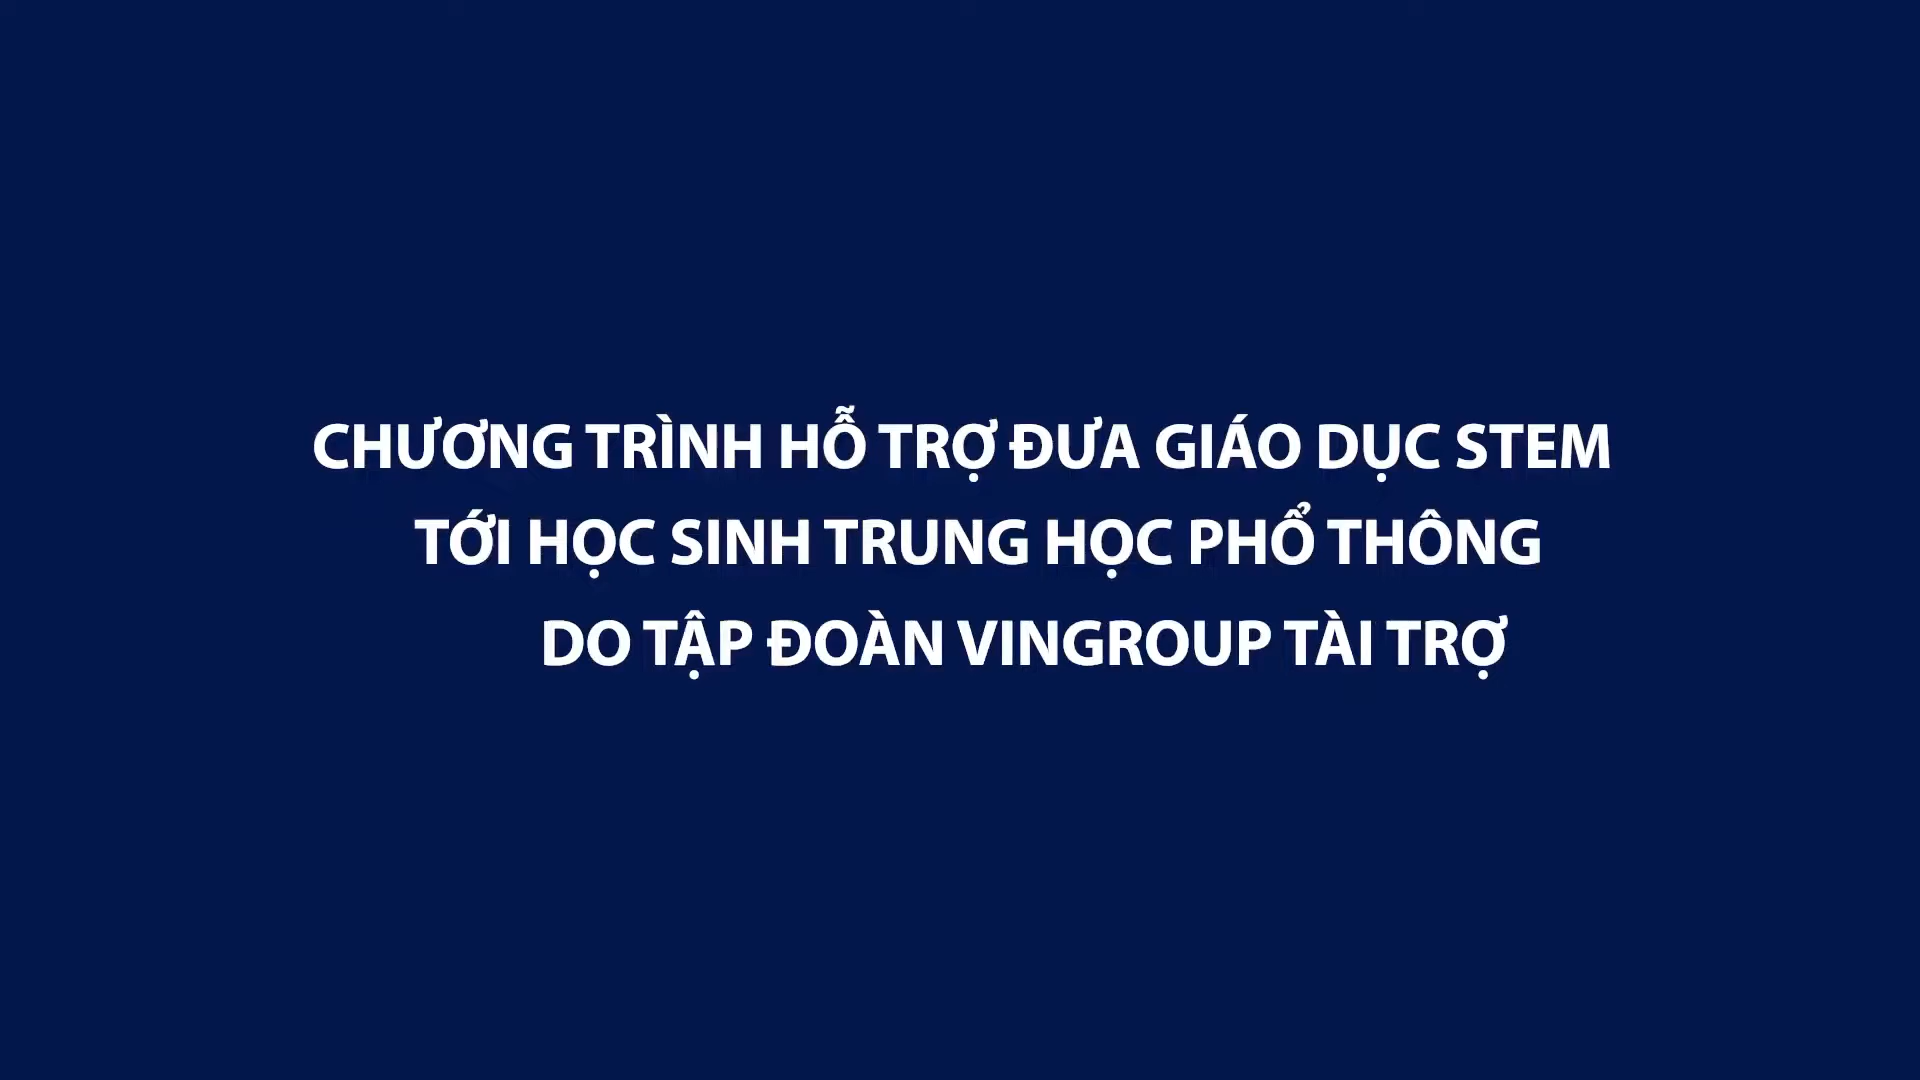 CHƯƠNG TRÌNH HỖ TRỢ ĐƯA GIÁO DỤC STEM
TỚI HỌC SINH TRUNG HỌC PHỔ THÔNG
DO TẬP ĐOÀN VINGROUP TÀI TRỢ